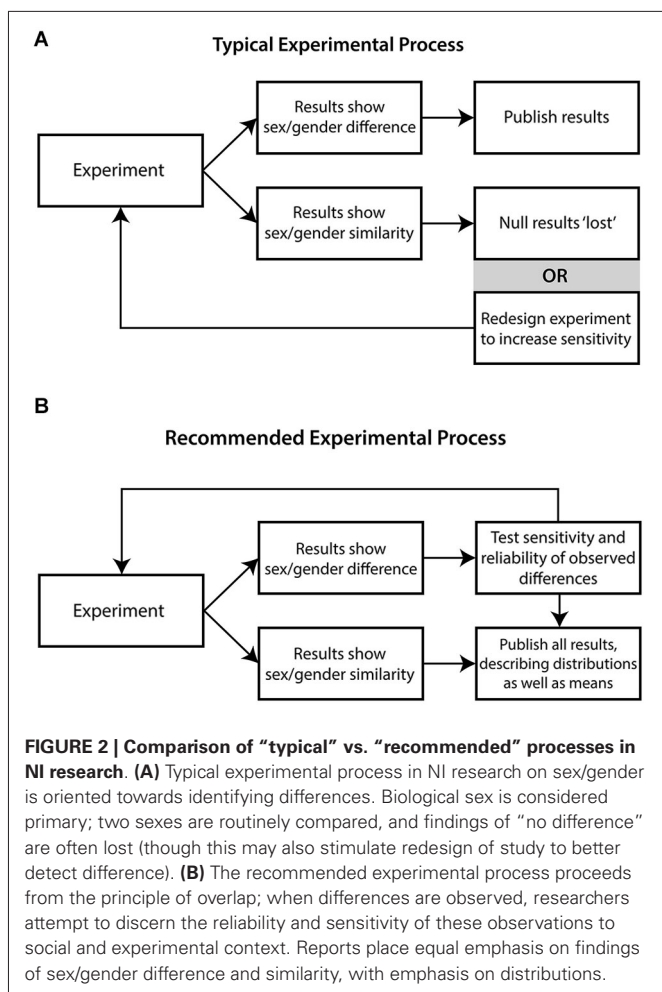 A
Typical Experimental Process
Results show
sex/gender difference
Publish results
Experiment
Results show
sex/gender similarity
Null results 'lost'
OR
Redesign experiment
to increase sensitivity
B
Recommended Experimental Process
Results show
sex/gender difference
Test sensitivity and
reliability of observed
differences
Experiment
Results show
sex/gender similarity
Publish all results,
describing distributions
as well as means
FIGURE 2 | Comparison of “typical” vs. “recommended” processes in
NI research. (A) Typical experimental process in NI research on sex/gender
is oriented towards identifying differences. Biological sex is considered
primary; two sexes are routinely compared, and findings of “no difference”
are often lost (though this may also stimulate redesign of study to better
detect difference). (B) The recommended experimental process proceeds
from the principle of overlap; when differences are observed, researchers
attempt to discern the reliability and sensitivity of these observations to
social and experimental context. Reports place equal emphasis on findings
of sex/gender difference and similarity, with emphasis on distributions.